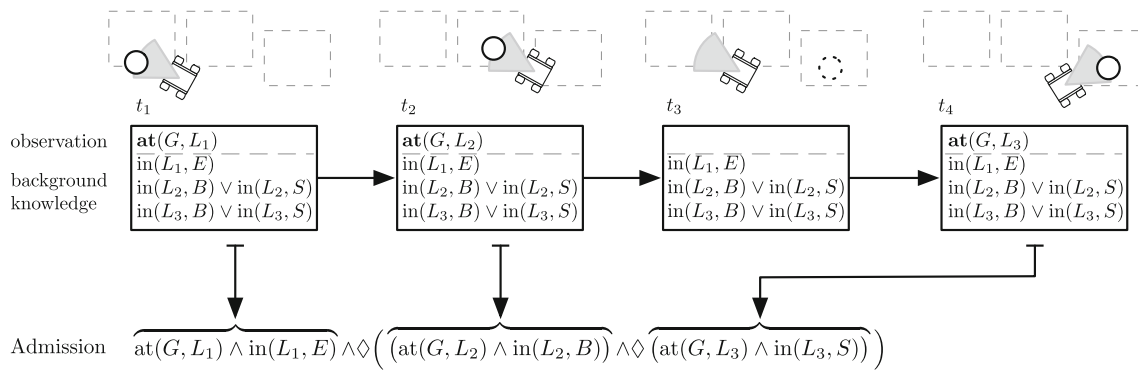 t₁ t₂ t₃ t₄
observation at(G, L₁) at(G, L₂) at(G, L₃)
in(L₁, E) in(L₁, E) in(L₁, E) in(L₁, E)
background knowledge
in(L₂, B) ∨ in(L₂, S) in(L₂, B) ∨ in(L₂, S) in(L₂, B) ∨ in(L₂, S) in(L₂, B) ∨ in(L₂, S)
in(L₃, B) ∨ in(L₃, S) in(L₃, B) ∨ in(L₃, S) in(L₃, B) ∨ in(L₃, S) in(L₃, B) ∨ in(L₃, S)
Admission at(G, L₁) ∧ in(L₁, E) ∧ ◊ ( (at(G, L₂) ∧ in(L₂, B)) ∧ ◊ (at(G, L₃) ∧ in(L₃, S)) )